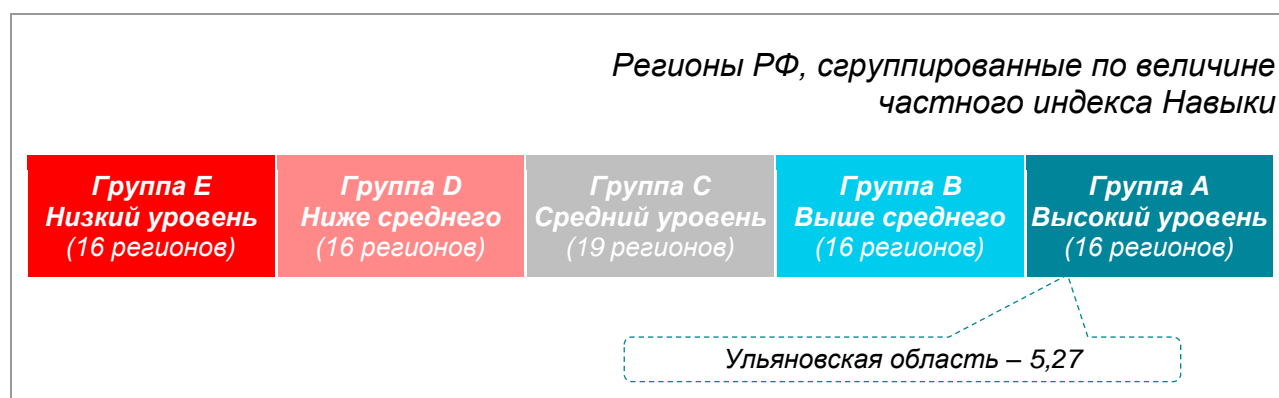 Регионы РФ, сгруппированные по величине
частного индекса Навыки
Группа E
Низкий уровень
(16 регионов)
Группа D
Ниже среднего
(16 регионов)
Группа C
Средний уровень
(19 регионов)
Группа B
Выше среднего
(16 регионов)
Группа A
Высокий уровень
(16 регионов)
Ульяновская область – 5,27